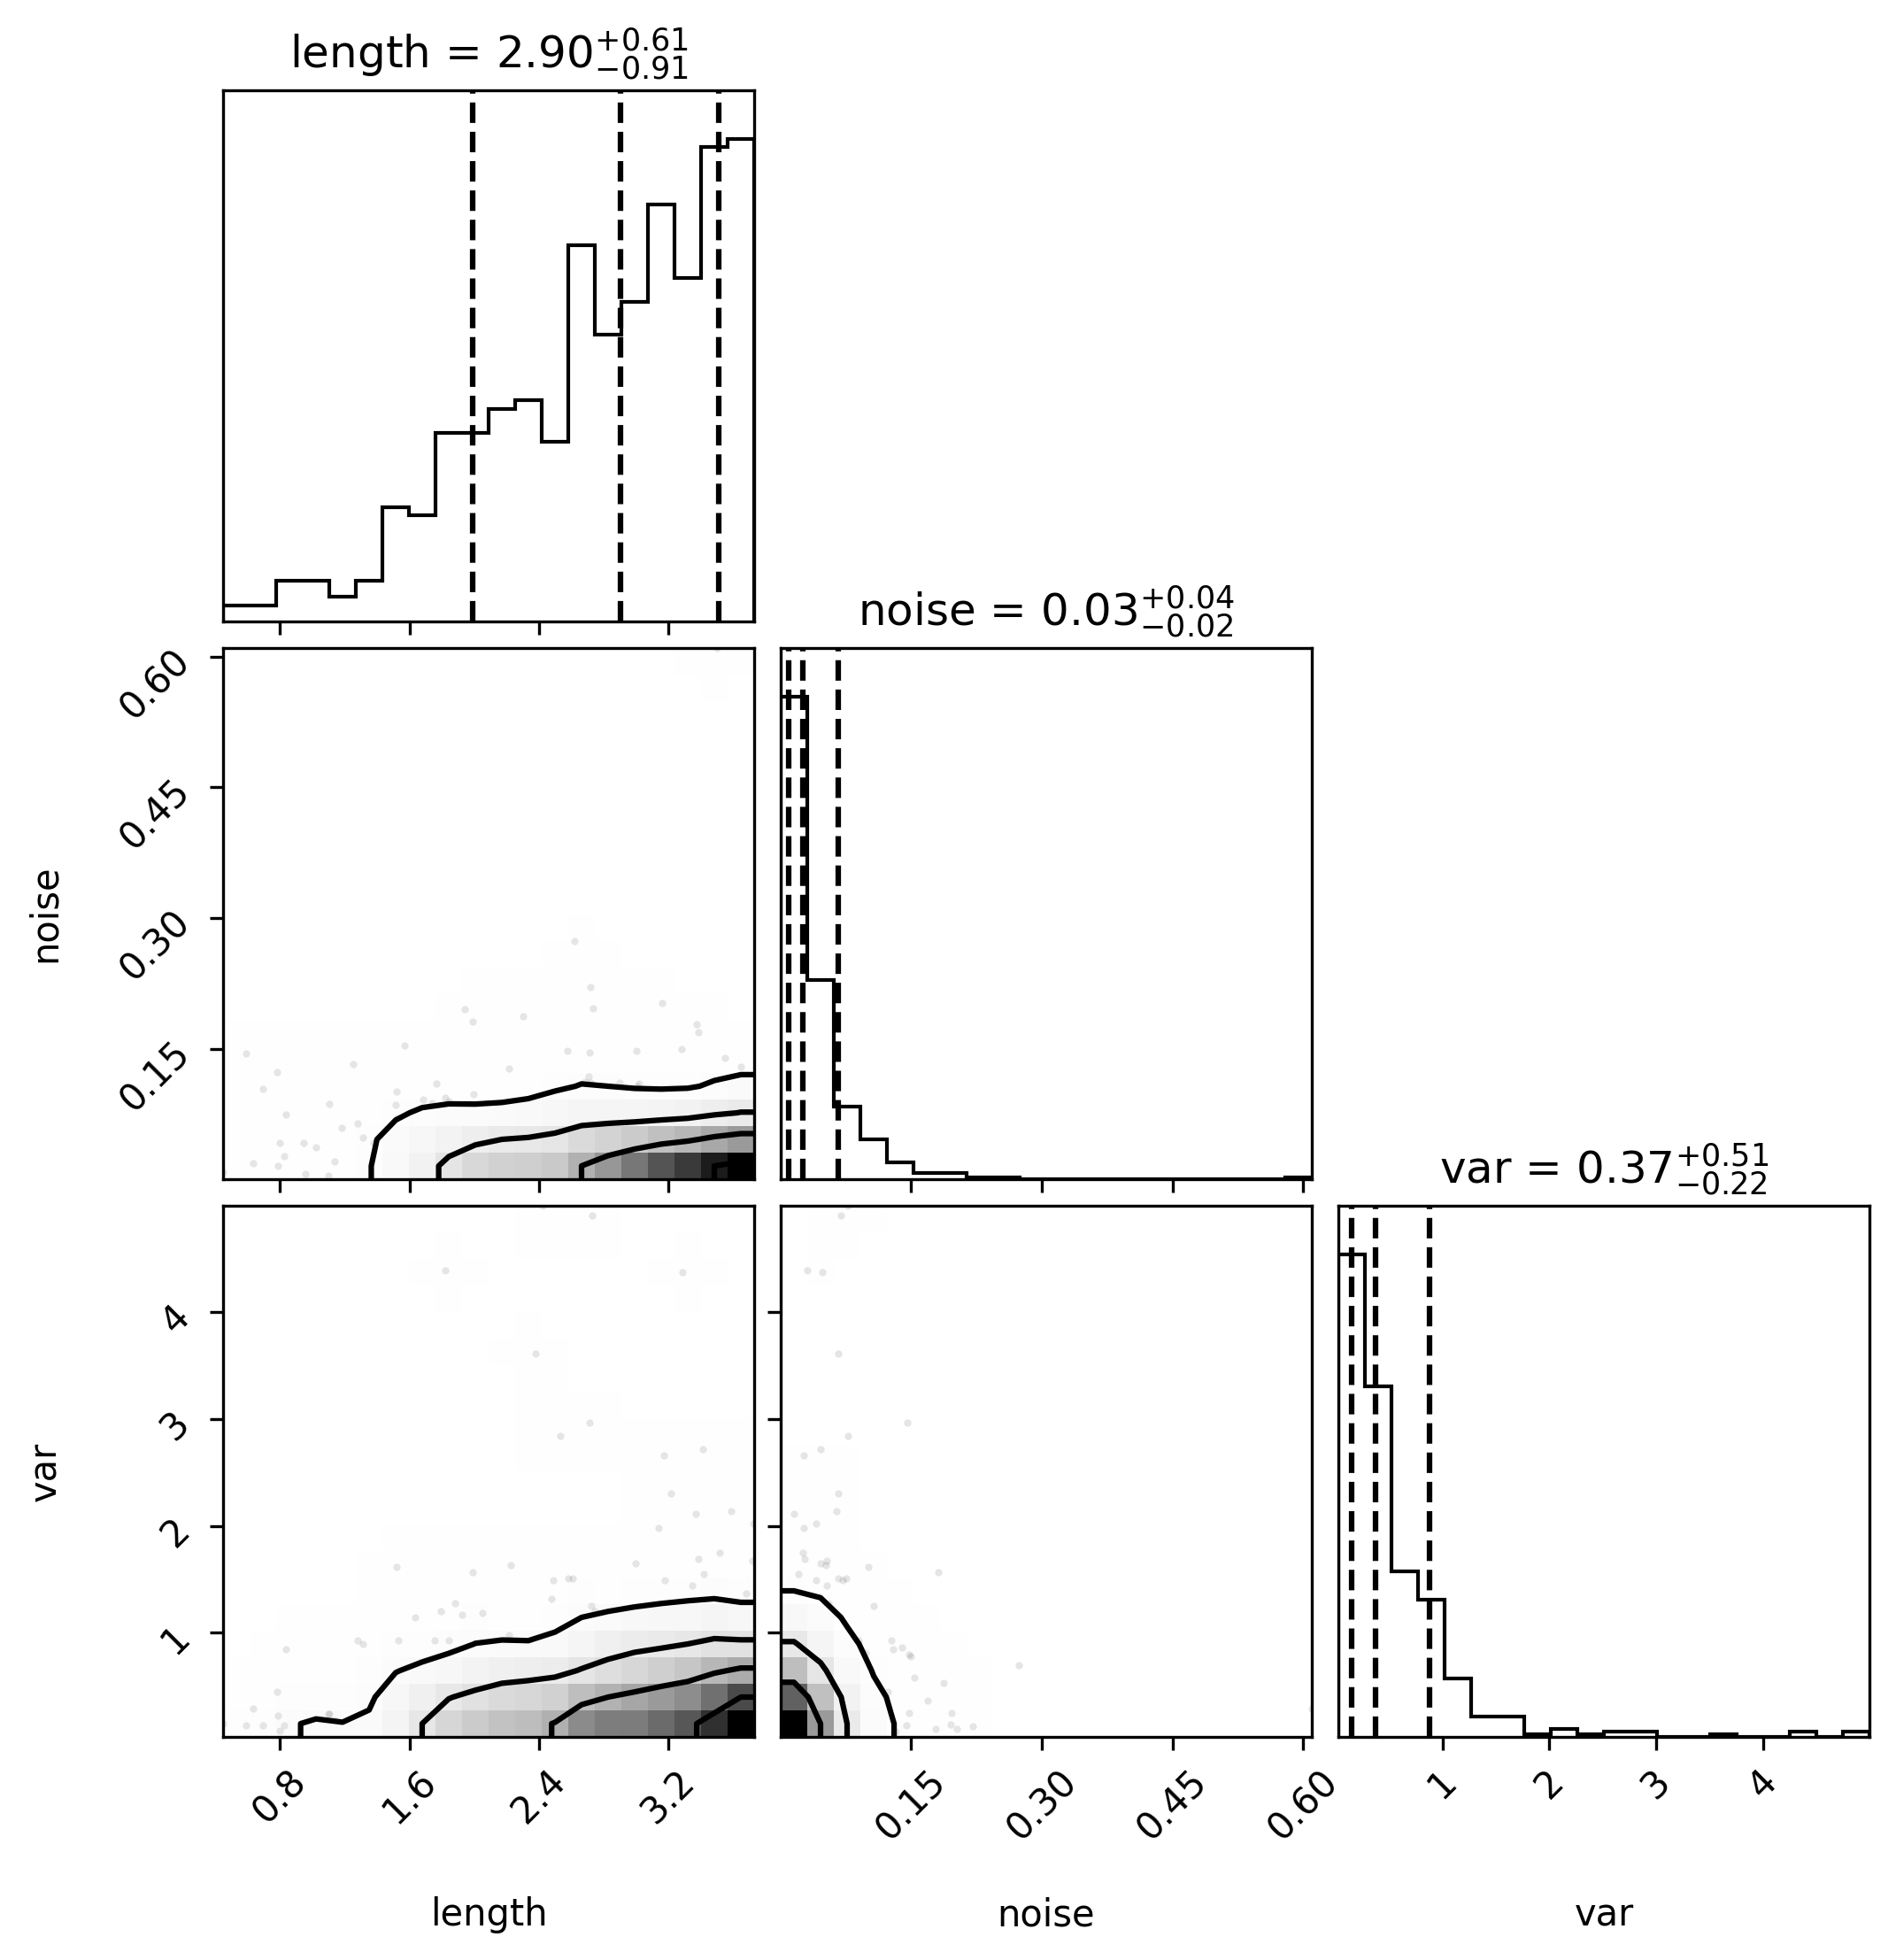 length = 2.90 +0.61 −0.91
noise = 0.03 +0.04 −0.02
0.60
0.45
0.30
0.15
noise
var = 0.37 +0.51 −0.22
4
3
2
1
var
0.8 1.6 2.4 3.2 0.15 0.30 0.45 0.60 1 2 3 4
length noise var